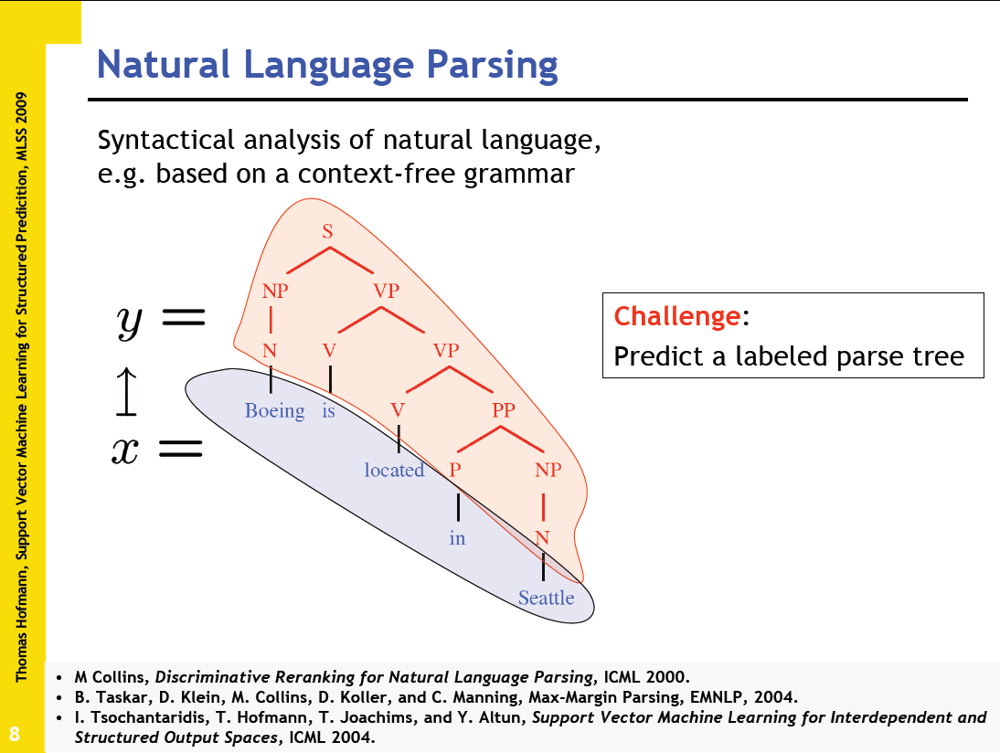 Natural Language Parsing
Syntactical analysis of natural language,
e.g. based on a context-free grammar
S
NP VP
y =
N V VP
↕
Boeing is V PP
x =
located P NP
in N
Seattle
Challenge:
Predict a labeled parse tree
Thomas Hofmann, Support Vector Machine Learning for Structured Predicition, MLSS 2009
• M Collins, Discriminative Reranking for Natural Language Parsing, ICML 2000.
• B. Taskar, D. Klein, M. Collins, D. Koller, and C. Manning, Max-Margin Parsing, EMNLP, 2004.
• I. Tsochantaridis, T. Hofmann, T. Joachims, and Y. Altun, Support Vector Machine Learning for Interdependent and
Structured Output Spaces, ICML 2004.
8